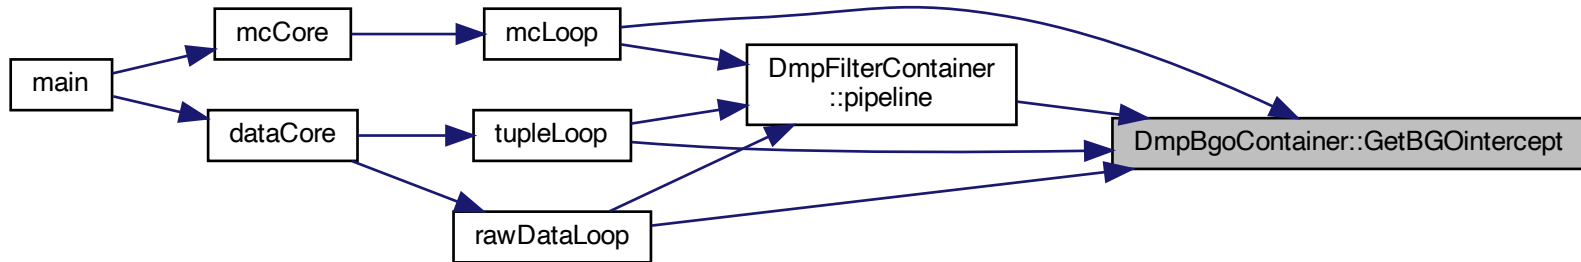 main
mcCore
dataCore
mcLoop
tupleLoop
rawDataLoop
DmpFilterContainer
::pipeline
DmpBgoContainer::GetBGOintercept